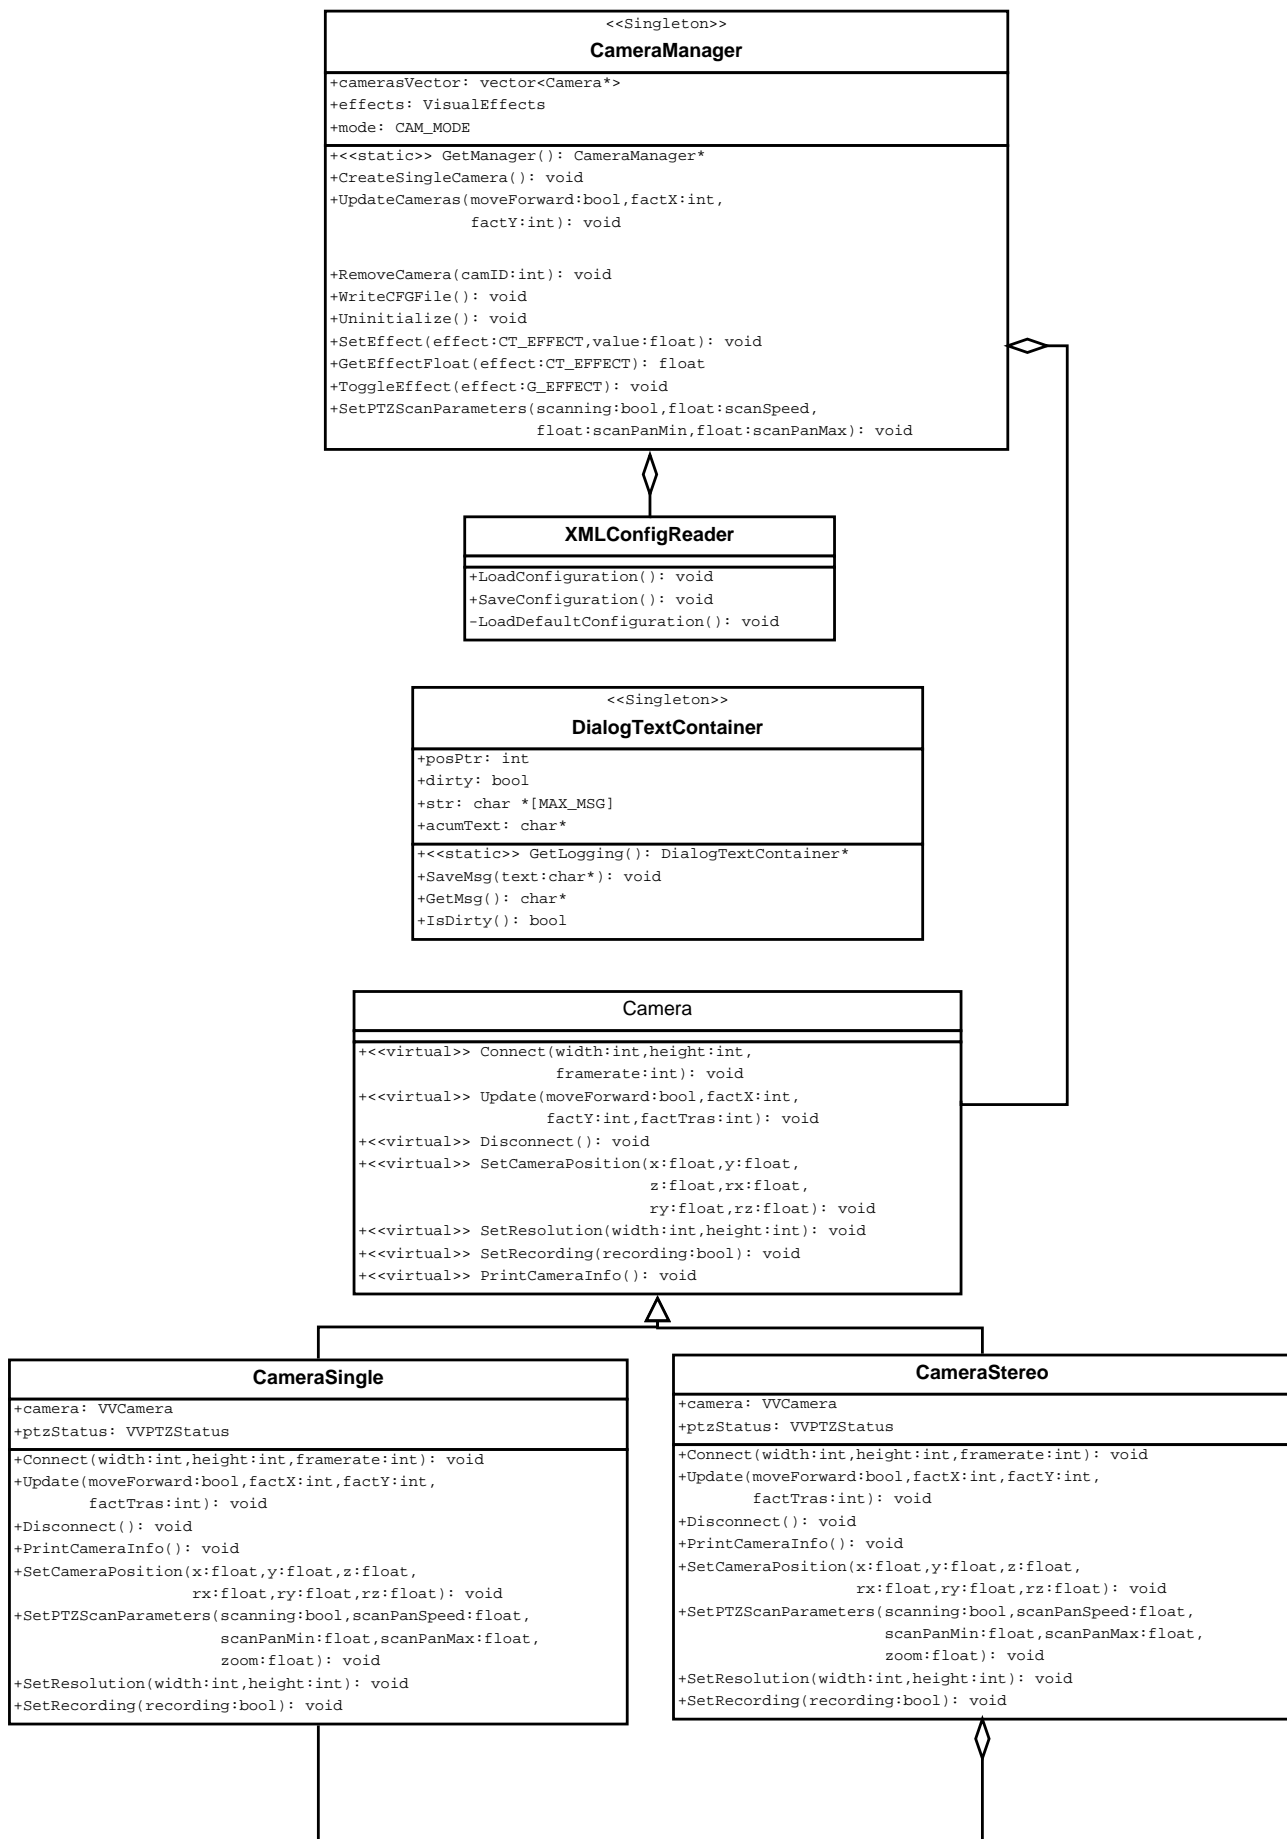 <<Singleton>>
CameraManager
+camerasVector: vector<Camera*>
+effects: VisualEffects
+mode: CAM_MODE
+<<static>> GetManager(): CameraManager*
+CreateSingleCamera(): void
+UpdateCameras(moveForward:bool,factX:int,
factY:int): void
+RemoveCamera(camID:int): void
+WriteCFGFile(): void
+Uninitialize(): void
+SetEffect(effect:CT_EFFECT,value:float): void
+GetEffectFloat(effect:CT_EFFECT): float
+ToggleEffect(effect:G_EFFECT): void
+SetPTZScanParameters(scanning:bool,float:scanSpeed,
float:scanPanMin,float:scanPanMax): void
XMLConfigReader
+LoadConfiguration(): void
+SaveConfiguration(): void
-LoadDefaultConfiguration(): void
<<Singleton>>
DialogTextContainer
+posPtr: int
+dirty: bool
+str: char *[MAX_MSG]
+acumText: char*
+<<static>> GetLogging(): DialogTextContainer*
+SaveMsg(text:char*): void
+GetMsg(): char*
+IsDirty(): bool
Camera
+<<virtual>> Connect(width:int,height:int,
framerate:int): void
+<<virtual>> Update(moveForward:bool,factX:int,
factY:int,factTras:int): void
+<<virtual>> Disconnect(): void
+<<virtual>> SetCameraPosition(x:float,y:float,
z:float,rx:float,
ry:float,rz:float): void
+<<virtual>> SetResolution(width:int,height:int): void
+<<virtual>> SetRecording(recording:bool): void
+<<virtual>> PrintCameraInfo(): void
CameraSingle
+camera: VVCamera
+ptzStatus: VVPTZStatus
+Connect(width:int,height:int,framerate:int): void
+Update(moveForward:bool,factX:int,factY:int,
factTras:int): void
+Disconnect(): void
+PrintCameraInfo(): void
+SetCameraPosition(x:float,y:float,z:float,
rx:float,ry:float,rz:float): void
+SetPTZScanParameters(scanning:bool,scanPanSpeed:float,
scanPanMin:float,scanPanMax:float,
zoom:float): void
+SetResolution(width:int,height:int): void
+SetRecording(recording:bool): void
CameraStereo
+camera: VVCamera
+ptzStatus: VVPTZStatus
+Connect(width:int,height:int,framerate:int): void
+Update(moveForward:bool,factX:int,factY:int,
factTras:int): void
+Disconnect(): void
+PrintCameraInfo(): void
+SetCameraPosition(x:float,y:float,z:float,
rx:float,ry:float,rz:float): void
+SetPTZScanParameters(scanning:bool,scanPanSpeed:float,
scanPanMin:float,scanPanMax:float,
zoom:float): void
+SetResolution(width:int,height:int): void
+SetRecording(recording:bool): void